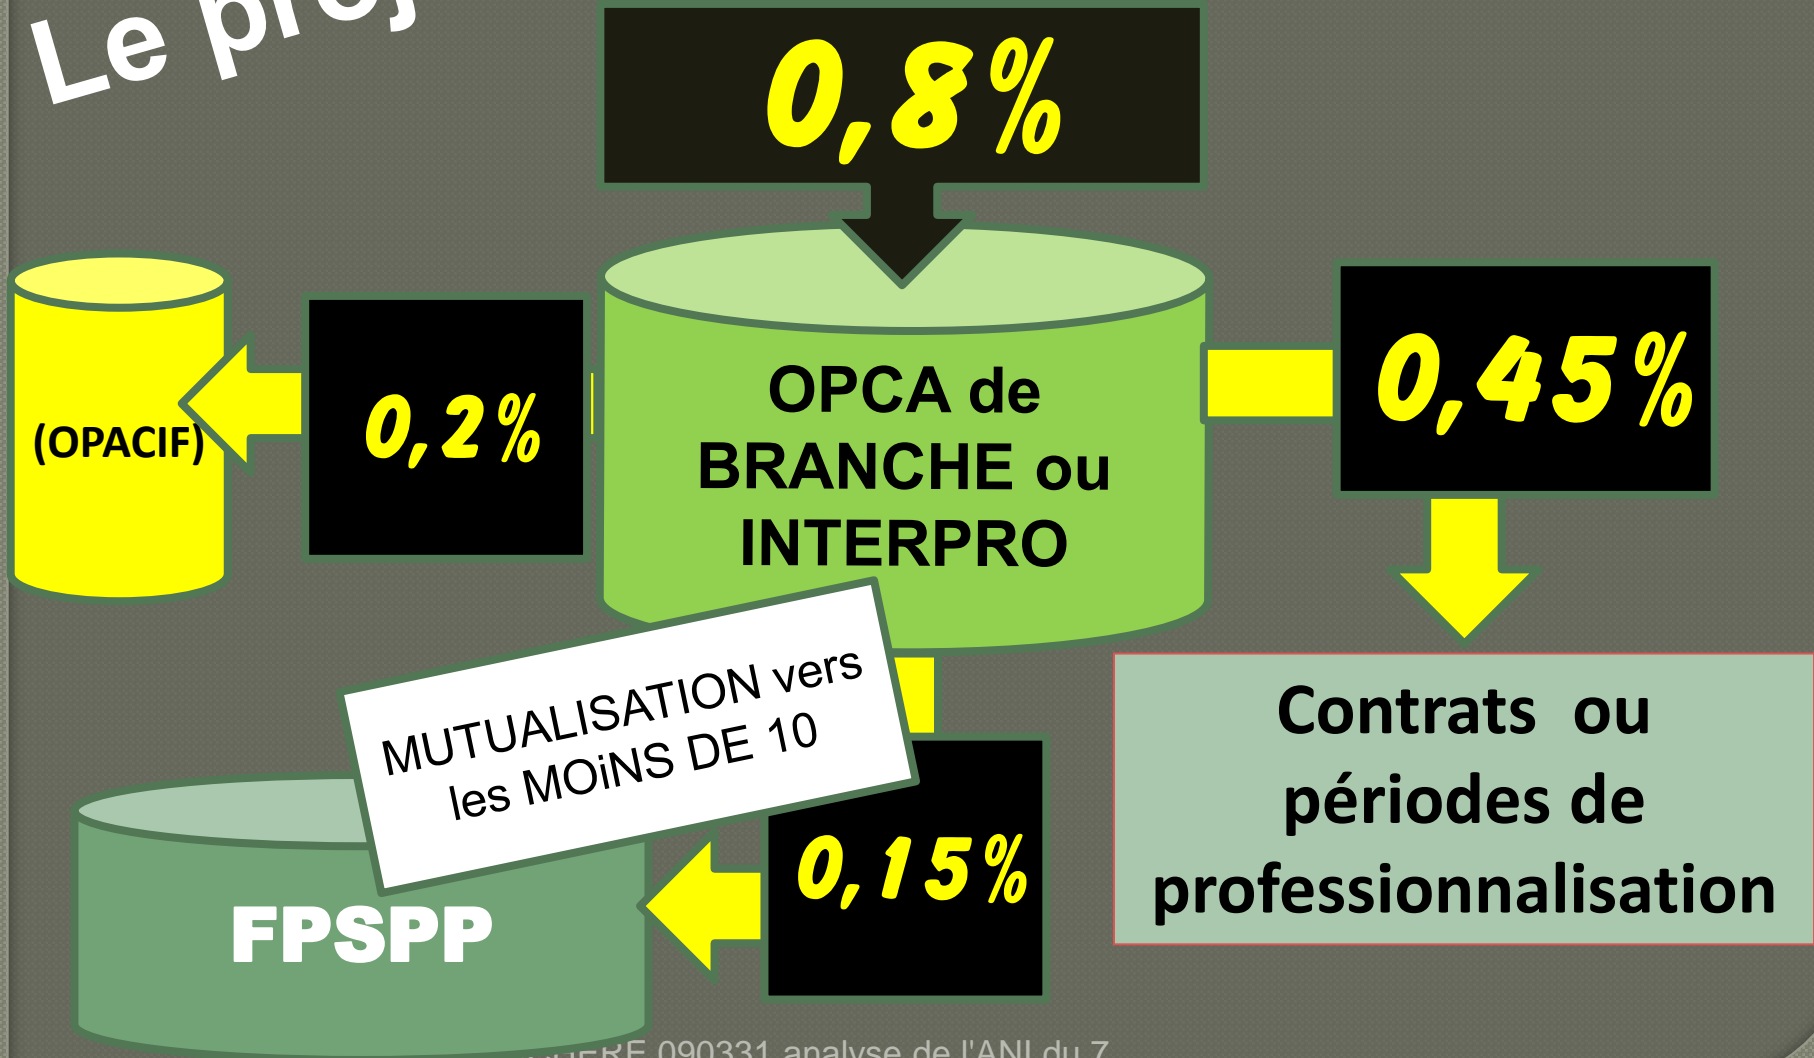 Le proj
0,8%
(OPACIF)
0,2%
OPCA de
BRANCHE ou
INTERPRO
0,45%
MUTUALISATION vers
les MOiNS DE 10
Contrats ou
périodes de
professionnalisation
0,15%
FPSPP
090331 analyse de l'ANI du 7